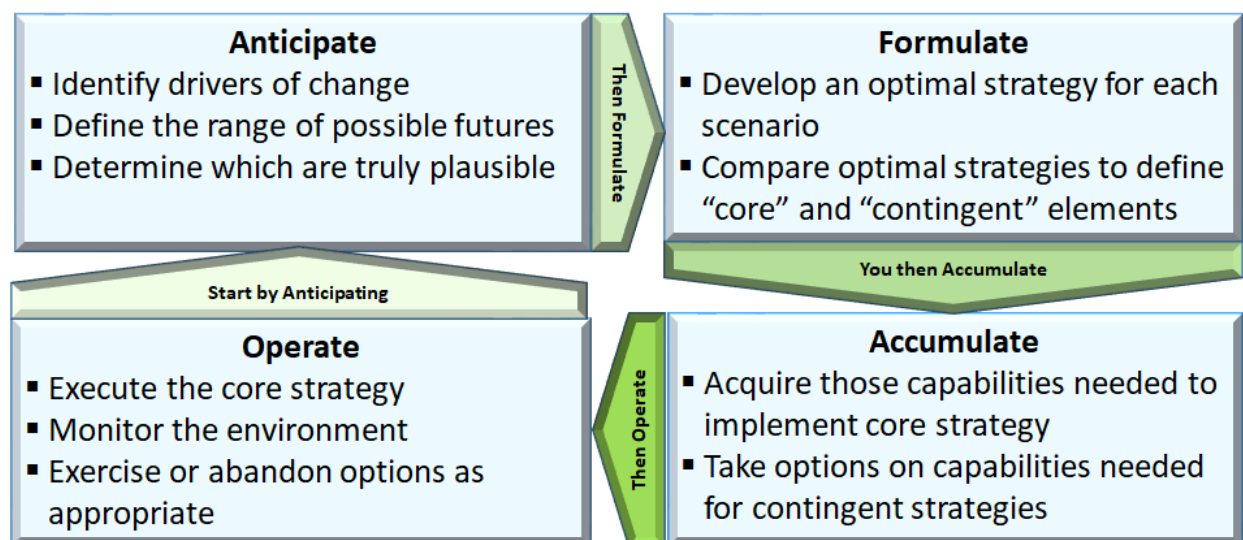 Anticipate
▪ Identify drivers of change
▪ Define the range of possible futures
▪ Determine which are truly plausible
Then Formulate
Formulate
▪ Develop an optimal strategy for each
scenario
▪ Compare optimal strategies to define
“core” and “contingent” elements
You then Accumulate
Accumulate
▪ Acquire those capabilities needed to
implement core strategy
▪ Take options on capabilities needed
for contingent strategies
Then Operate
Operate
▪ Execute the core strategy
▪ Monitor the environment
▪ Exercise or abandon options as
appropriate
Start by Anticipating